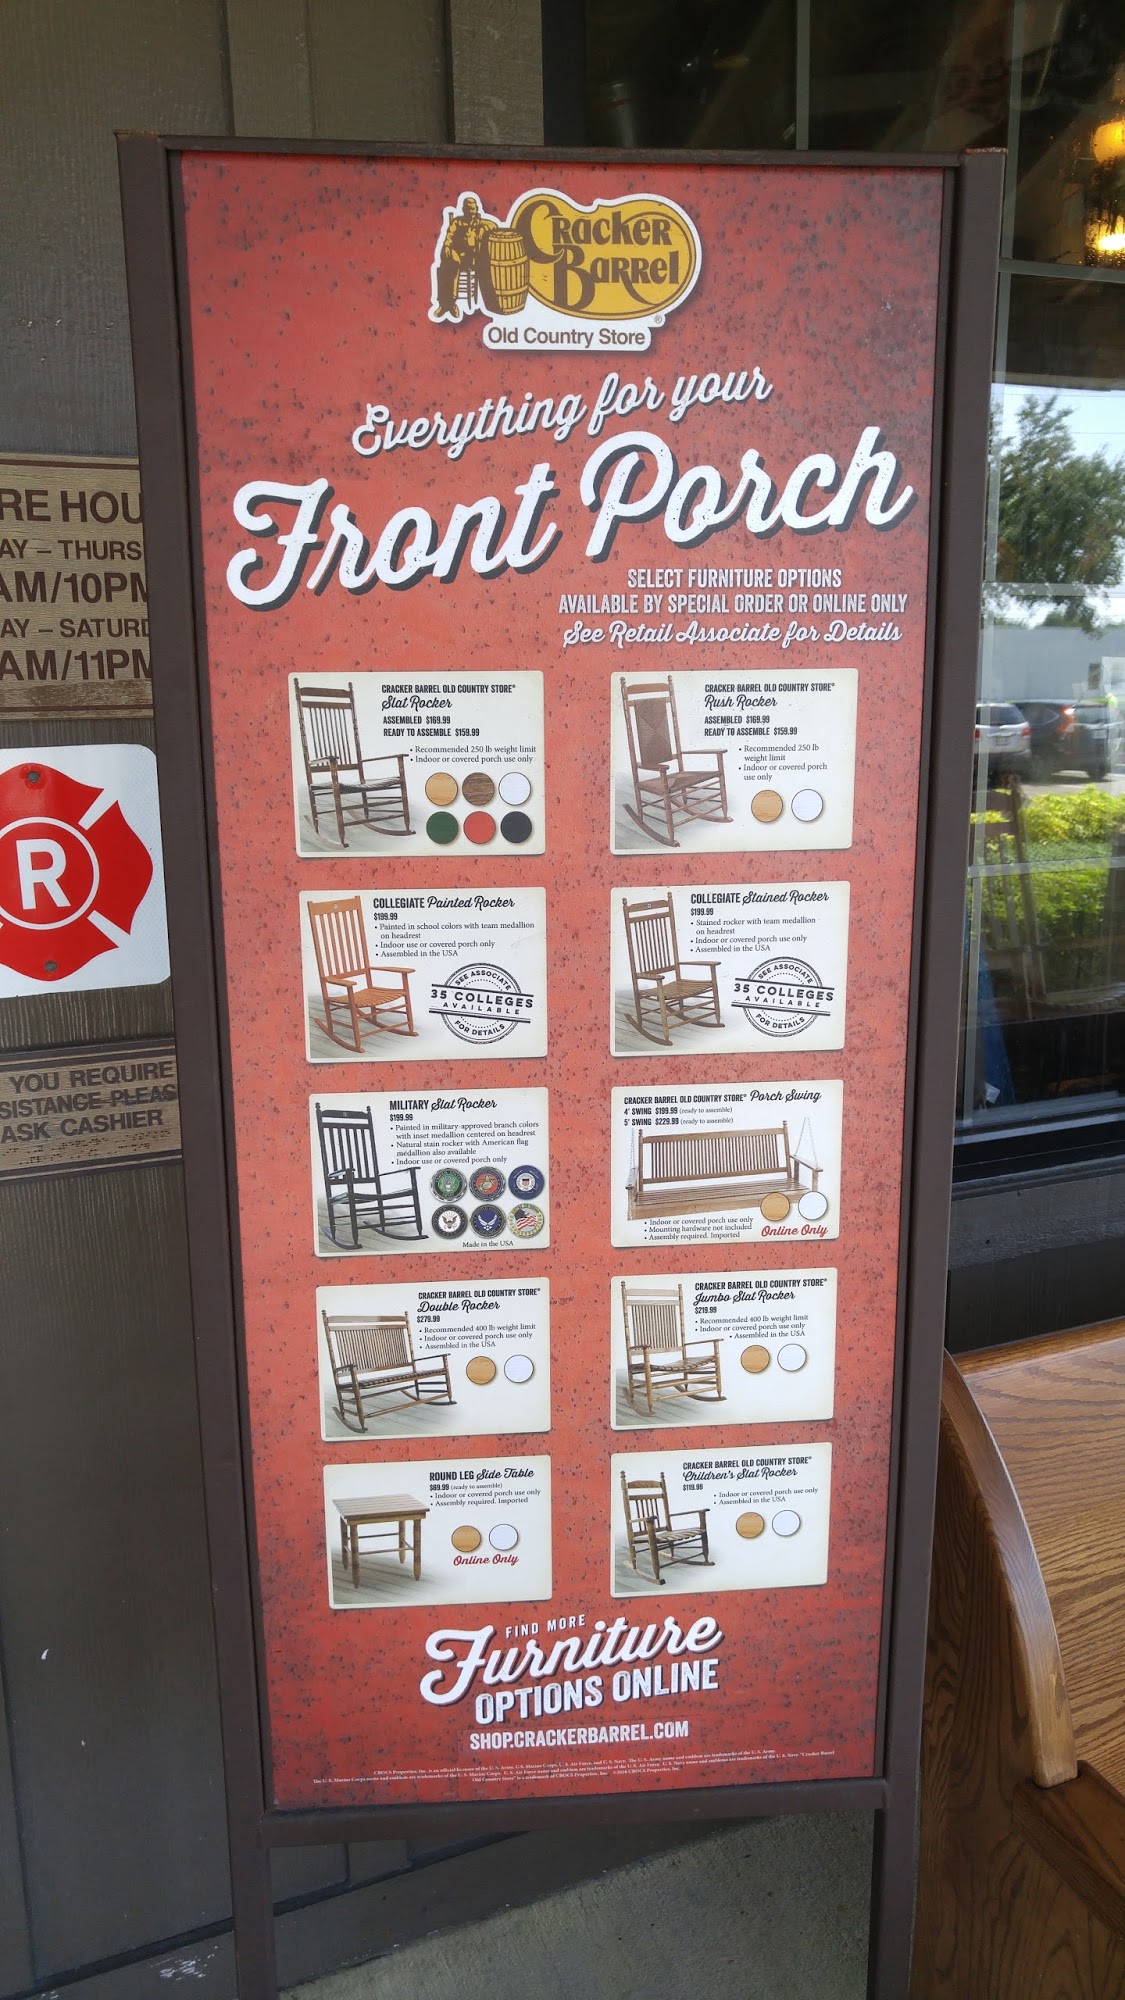 Cracker
Barrel
Old Country Store
Everything for your
Front Porch
SELECT FURNITURE OPTIONS
AVAILABLE BY SPECIAL ORDER OR ONLINE ONLY
See Retail Associate for Details
CRACKER BARREL OLD COUNTRY STORE®
Slat Rocker
ASSEMBLED $169.99
READY TO ASSEMBLE $159.99
• Recommended 250 lb weight limit
• Indoor or covered porch use only
CRACKER BARREL OLD COUNTRY STORE®
Rush Rocker
ASSEMBLED $169.99
READY TO ASSEMBLE $159.99
• Recommended 250 lb
weight limit
• Indoor or covered porch
use only
COLLEGIATE Painted Rocker
$199.99
• Painted in school colors with team medallion
on headrest
• Indoor use or covered porch only
• Assembled in the USA
SEE ASSOCIATE
35 COLLEGES
AVAILABLE
FOR DETAILS
COLLEGIATE Stained Rocker
$199.99
• Stained rocker with team medallion
on headrest
• Indoor or covered porch use only
• Assembled in the USA
SEE ASSOCIATE
35 COLLEGES
AVAILABLE
FOR DETAILS
MILITARY Slat Rocker
$199.99
• Painted in military-approved branch colors
with inset medallion centered on headrest
• Natural stain rocker with American flag
medallion also available
• Indoor use or covered porch only
Made in the USA
CRACKER BARREL OLD COUNTRY STORE® Porch Swing
4' SWING $199.99 (ready to assemble)
5' SWING $229.99 (ready to assemble)
• Indoor or covered porch use only
• Mounting hardware not included
• Assembly required. Imported
Online Only
CRACKER BARREL OLD COUNTRY STORE®
Double Rocker
$279.99
• Recommended 400 lb weight limit
• Indoor or covered porch use only
• Assembled in the USA
CRACKER BARREL OLD COUNTRY STORE®
Jumbo Slat Rocker
$219.99
• Recommended 400 lb weight limit
• Indoor or covered porch use only
• Assembled in the USA
ROUND LEG Side Table
$69.99 (ready to assemble)
• Indoor or covered porch use only
• Assembly required. Imported
Online Only
CRACKER BARREL OLD COUNTRY STORE®
Children's Slat Rocker
$119.99
• Indoor or covered porch use only
• Assembled in the USA
FIND MORE
Furniture
OPTIONS ONLINE
SHOP.CRACKERBARREL.COM
RE HOU
AY – THURS
AM/10PM
AY – SATURD
AM/11PM
R
YOU REQUIRE
SISTANCE PLEAS
ASK CASHIER